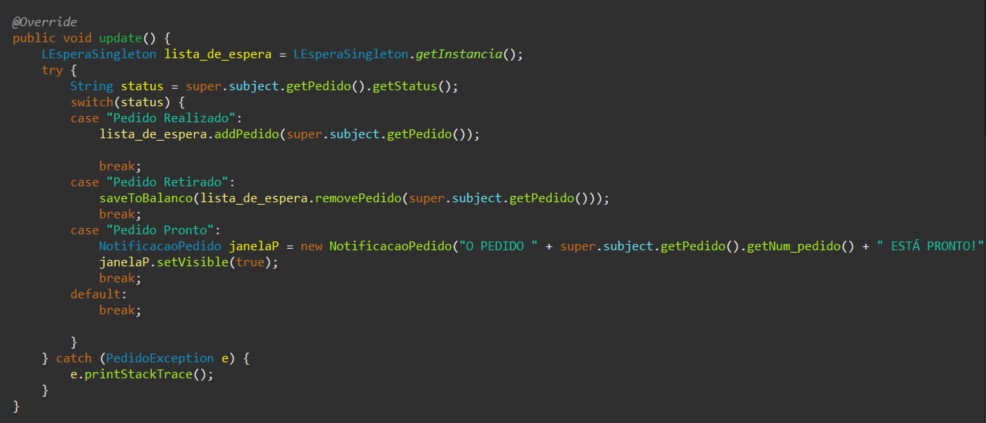 @Override
public void update() {
    LEsperaSingleton lista_de_espera = LEsperaSingleton.getInstancia();
    try {
        String status = super.subject.getPedido().getStatus();
        switch(status) {
        case "Pedido Realizado":
            lista_de_espera.addPedido(super.subject.getPedido());
            break;
        case "Pedido Retirado":
            saveToBalanco(lista_de_espera.removePedido(super.subject.getPedido()));
            break;
        case "Pedido Pronto":
            NotificacaoPedido janelaP = new NotificacaoPedido("O PEDIDO " + super.subject.getPedido().getNum_pedido() + " ESTÁ PRONTO!"
            janelaP.setVisible(true);
            break;
        default:
            break;
        }
    } catch (PedidoException e) {
        e.printStackTrace();
    }
}